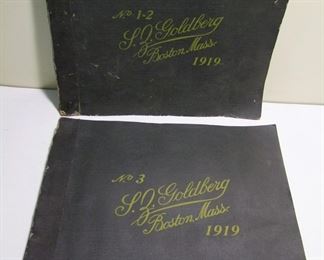 No 1-2
S. J. Goldberg
Boston. Mass.
1919.
No 3
S. J. Goldberg
Boston. Mass.
1919